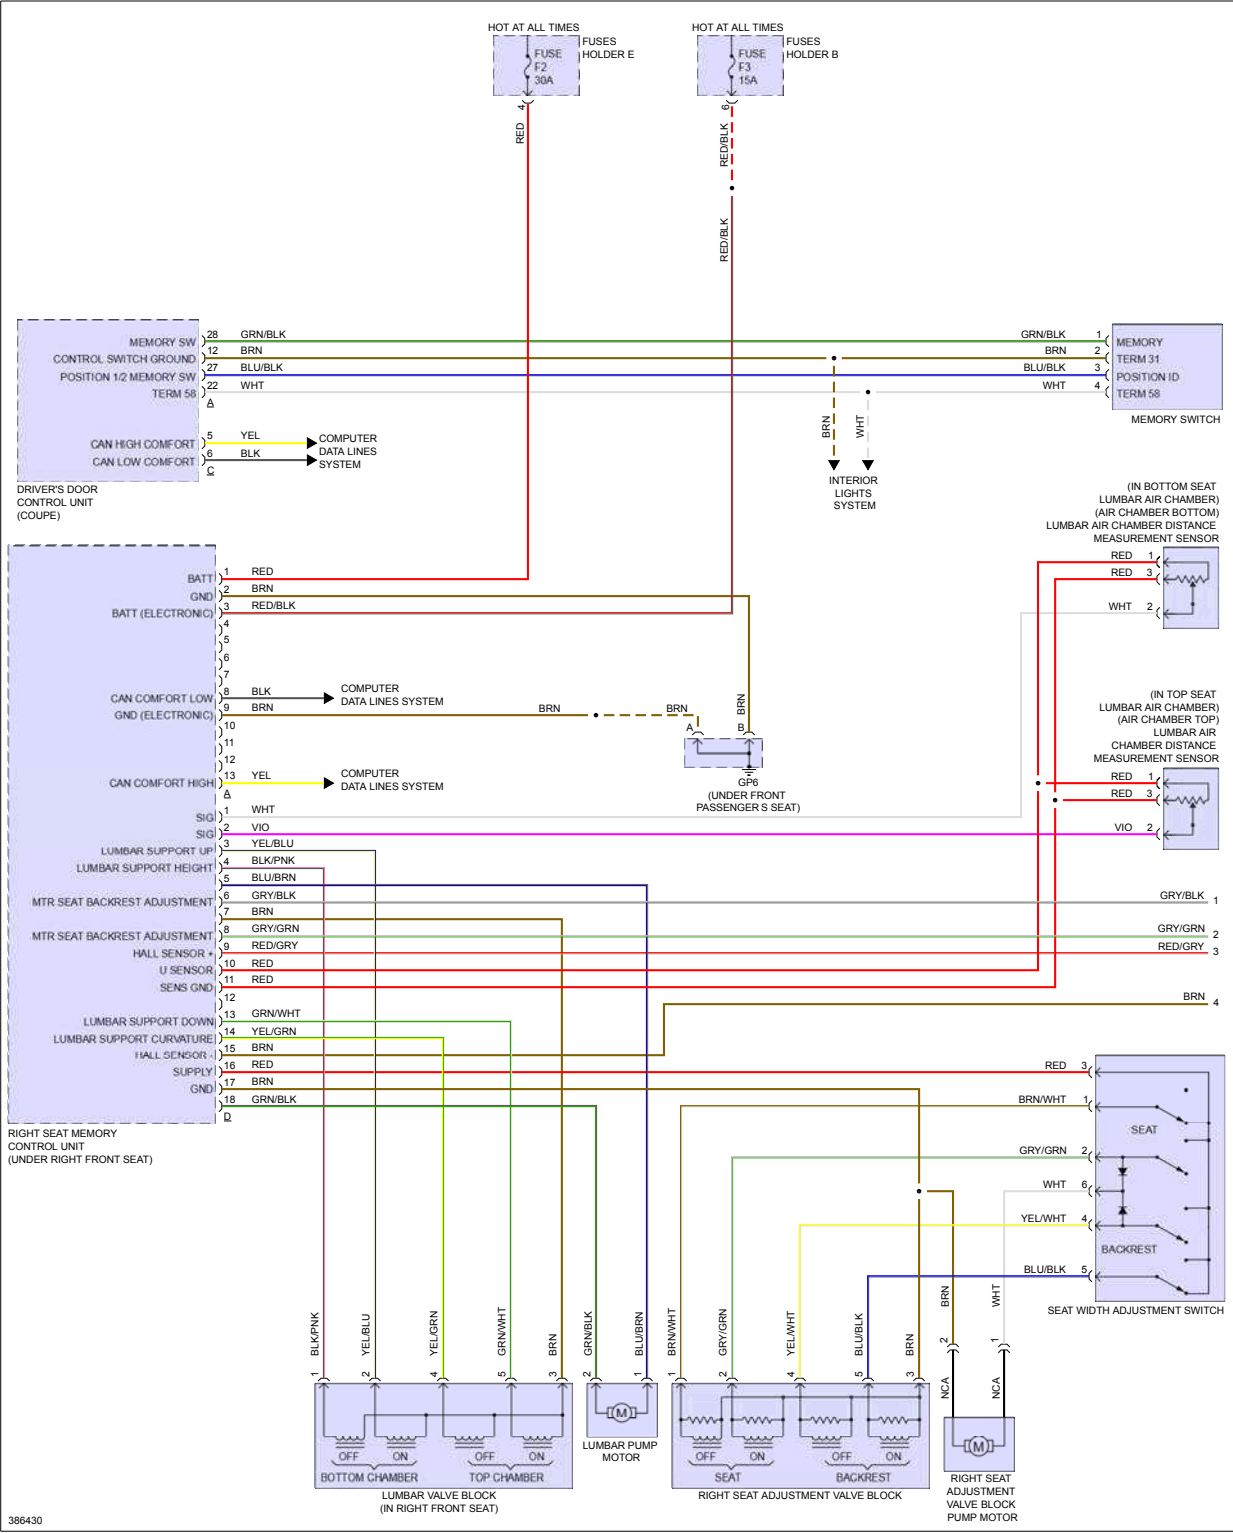 HOT AT ALL TIMES
FUSE
F2
30A
FUSES
HOLDER E
4
RED
HOT AT ALL TIMES
FUSE
F3
15A
FUSES
HOLDER B
6
RED/BLK
RED/BLK
MEMORY SW
CONTROL SWITCH GROUND
POSITION 1/2 MEMORY SW
TERM 58
CAN HIGH COMFORT
CAN LOW COMFORT
28 GRN/BLK
12 BRN
27 BLU/BLK
22 WHT
A
5 YEL
6 BLK
C
COMPUTER
DATA LINES
SYSTEM
DRIVER'S DOOR
CONTROL UNIT
(COUPE)
GRN/BLK 1
BRN 2
BLU/BLK 3
WHT 4
MEMORY
TERM 31
POSITION ID
TERM 58
MEMORY SWITCH
BRN
WHT
INTERIOR
LIGHTS
SYSTEM
(IN BOTTOM SEAT
LUMBAR AIR CHAMBER)
(AIR CHAMBER BOTTOM)
LUMBAR AIR CHAMBER DISTANCE
MEASUREMENT SENSOR
RED 1
RED 3
WHT 2
(IN TOP SEAT
LUMBAR AIR CHAMBER)
(AIR CHAMBER TOP)
LUMBAR AIR
CHAMBER DISTANCE
MEASUREMENT SENSOR
RED 1
RED 3
VIO 2
BATT 1 RED
GND 2 BRN
BATT (ELECTRONIC) 3 RED/BLK
4
5
6
7
CAN COMFORT LOW 8 BLK
COMPUTER
DATA LINES SYSTEM
GND (ELECTRONIC) 9 BRN
BRN
BRN
A
B
BRN
GP6
(UNDER FRONT
PASSENGER S SEAT)
10
11
12
CAN COMFORT HIGH 13 YEL
A
COMPUTER
DATA LINES SYSTEM
SIG 1 WHT
SIG 2 VIO
LUMBAR SUPPORT UP 3 YEL/BLU
LUMBAR SUPPORT HEIGHT 4 BLK/PNK
5 BLU/BRN
MTR SEAT BACKREST ADJUSTMENT 6 GRY/BLK
7 BRN
MTR SEAT BACKREST ADJUSTMENT 8 GRY/GRN
HALL SENSOR + 9 RED/GRY
U SENSOR 10 RED
SENS GND 11 RED
12
LUMBAR SUPPORT DOWN 13 GRN/WHT
LUMBAR SUPPORT CURVATURE 14 YEL/GRN
HALL SENSOR - 15 BRN
SUPPLY 16 RED
GND 17 BRN
18 GRN/BLK
D
RIGHT SEAT MEMORY
CONTROL UNIT
(UNDER RIGHT FRONT SEAT)
GRY/BLK 1
GRY/GRN 2
RED/GRY 3
BRN 4
RED 3
BRN/WHT 1
GRY/GRN 2
WHT 6
YEL/WHT 4
BLU/BLK 5
SEAT
BACKREST
SEAT WIDTH ADJUSTMENT SWITCH
BLK/PNK
YEL/BLU
YEL/GRN
GRN/WHT
BRN
GRN/BLK
BLU/BRN
BRN/WHT
GRY/GRN
YEL/WHT
BLU/BLK
BRN
BRN
WHT
1
2
4
5
3
2
1
1
2
4
5
3
2
1
NCA
NCA
OFF
ON
OFF
ON
BOTTOM CHAMBER
TOP CHAMBER
LUMBAR VALVE BLOCK
(IN RIGHT FRONT SEAT)
M
LUMBAR PUMP
MOTOR
OFF
ON
OFF
ON
SEAT
BACKREST
RIGHT SEAT ADJUSTMENT VALVE BLOCK
M
RIGHT SEAT
ADJUSTMENT
VALVE BLOCK
PUMP MOTOR
386430